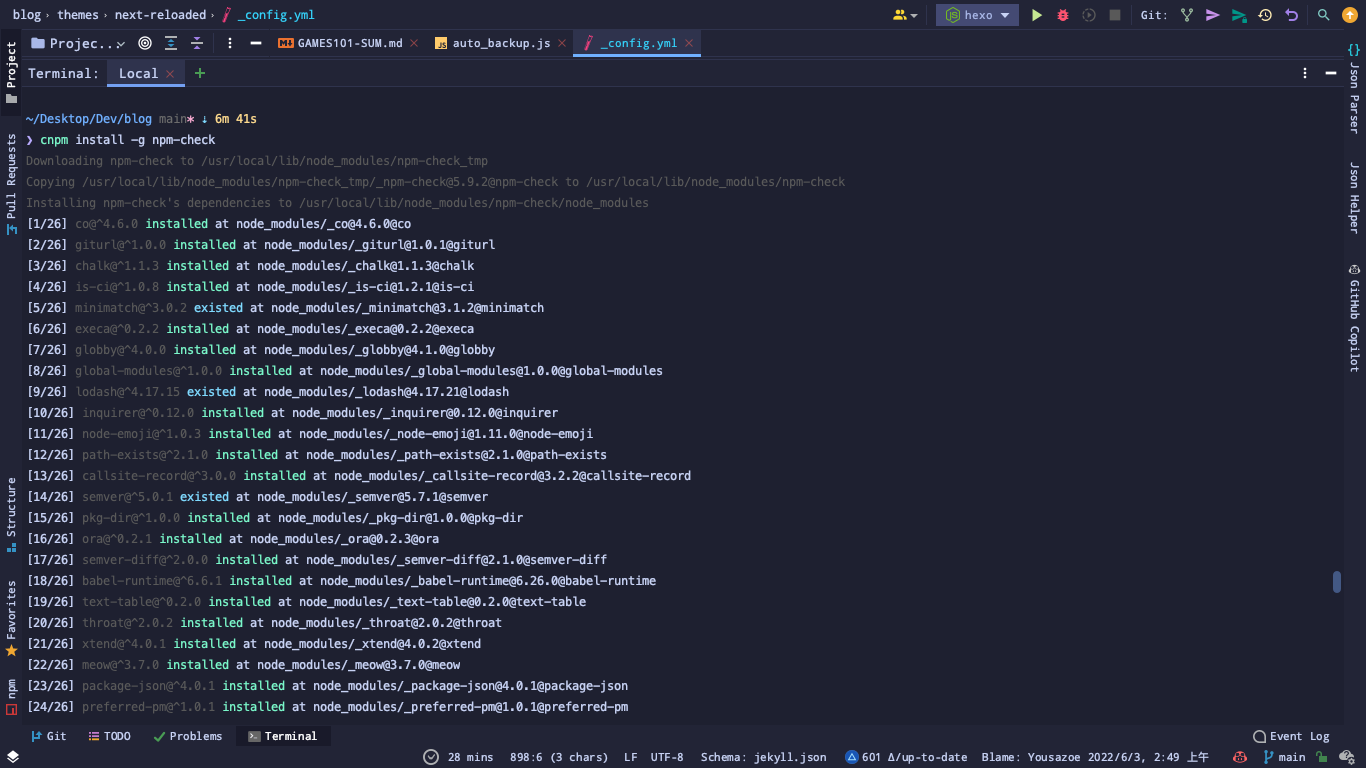 blog › themes › next-reloaded › _config.yml
hexo
Git:
Projec...
GAMES101-SUM.md
auto_backup.js
_config.yml
Terminal:
Local
~/Desktop/Dev/blog main* ↓ 6m 41s
❯ cnpm install -g npm-check
Downloading npm-check to /usr/local/lib/node_modules/npm-check_tmp
Copying /usr/local/lib/node_modules/npm-check_tmp/_npm-check@5.9.2@npm-check to /usr/local/lib/node_modules/npm-check
Installing npm-check's dependencies to /usr/local/lib/node_modules/npm-check/node_modules
[1/26] co@^4.6.0 installed at node_modules/_co@4.6.0@co
[2/26] giturl@^1.0.0 installed at node_modules/_giturl@1.0.1@giturl
[3/26] chalk@^1.1.3 installed at node_modules/_chalk@1.1.3@chalk
[4/26] is-ci@^1.0.8 installed at node_modules/_is-ci@1.2.1@is-ci
[5/26] minimatch@^3.0.2 existed at node_modules/_minimatch@3.1.2@minimatch
[6/26] execa@^0.2.2 installed at node_modules/_execa@0.2.2@execa
[7/26] globby@^4.0.0 installed at node_modules/_globby@4.1.0@globby
[8/26] global-modules@^1.0.0 installed at node_modules/_global-modules@1.0.0@global-modules
[9/26] lodash@^4.17.15 existed at node_modules/_lodash@4.17.21@lodash
[10/26] inquirer@^0.12.0 installed at node_modules/_inquirer@0.12.0@inquirer
[11/26] node-emoji@^1.0.3 installed at node_modules/_node-emoji@1.11.0@node-emoji
[12/26] path-exists@^2.1.0 installed at node_modules/_path-exists@2.1.0@path-exists
[13/26] callsite-record@^3.0.0 installed at node_modules/_callsite-record@3.2.2@callsite-record
[14/26] semver@^5.0.1 existed at node_modules/_semver@5.7.1@semver
[15/26] pkg-dir@^1.0.0 installed at node_modules/_pkg-dir@1.0.0@pkg-dir
[16/26] ora@^0.2.1 installed at node_modules/_ora@0.2.3@ora
[17/26] semver-diff@^2.0.0 installed at node_modules/_semver-diff@2.1.0@semver-diff
[18/26] babel-runtime@^6.6.1 installed at node_modules/_babel-runtime@6.26.0@babel-runtime
[19/26] text-table@^0.2.0 installed at node_modules/_text-table@0.2.0@text-table
[20/26] throat@^2.0.2 installed at node_modules/_throat@2.0.2@throat
[21/26] xtend@^4.0.1 installed at node_modules/_xtend@4.0.2@xtend
[22/26] meow@^3.7.0 installed at node_modules/_meow@3.7.0@meow
[23/26] package-json@^4.0.1 installed at node_modules/_package-json@4.0.1@package-json
[24/26] preferred-pm@^1.0.1 installed at node_modules/_preferred-pm@1.0.1@preferred-pm
Project
Pull Requests
Structure
Favorites
npm
Json Parser
Json Helper
GitHub Copilot
Git
TODO
Problems
Terminal
Event Log
28 mins
898:6 (3 chars)
LF
UTF-8
Schema: jekyll.json
601 Δ/up-to-date
Blame: Yousazoe 2022/6/3, 2:49 上午
main